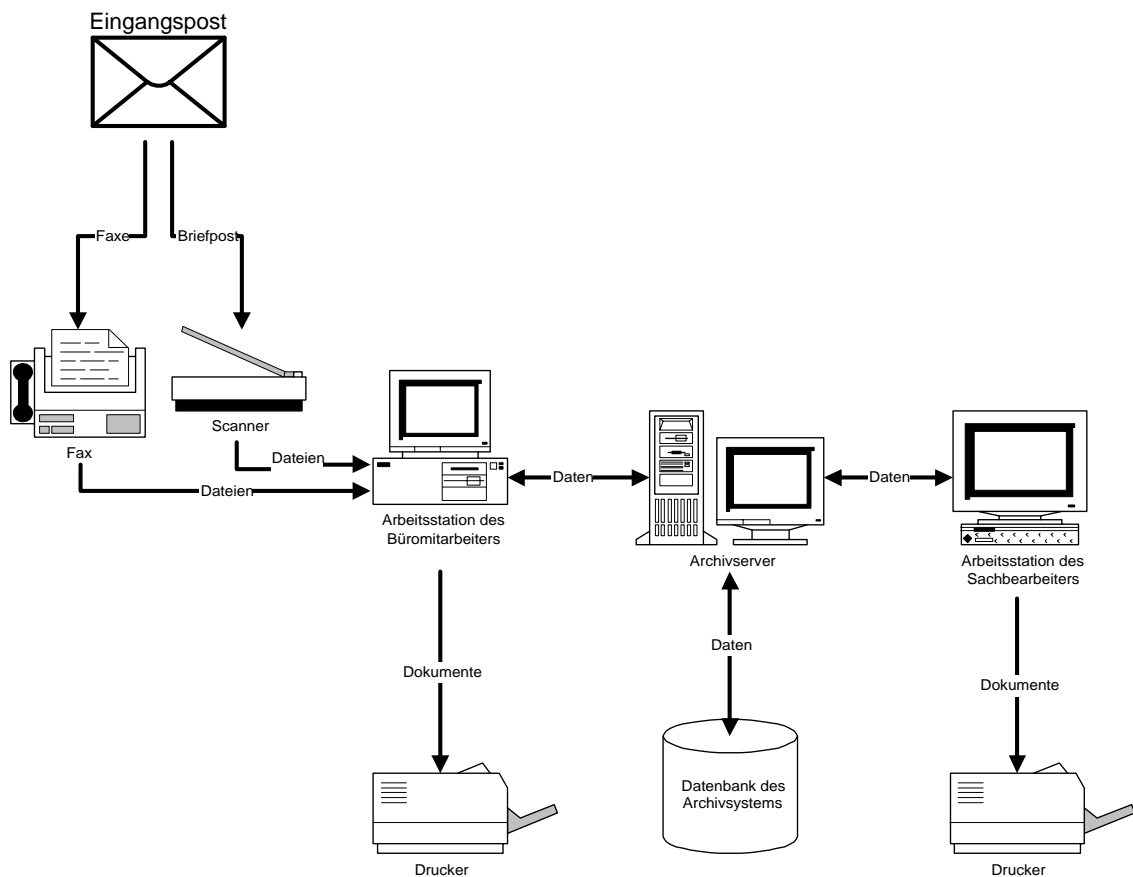 Eingangspost
Faxe
Briefpost
Scanner
Fax
Dateien
Dateien
Arbeitsstation des
Büromitarbeiters
Daten
Archivserver
Daten
Arbeitsstation des
Sachbearbeiters
Daten
Dokumente
Dokumente
Datenbank des
Archivsystems
Drucker
Drucker